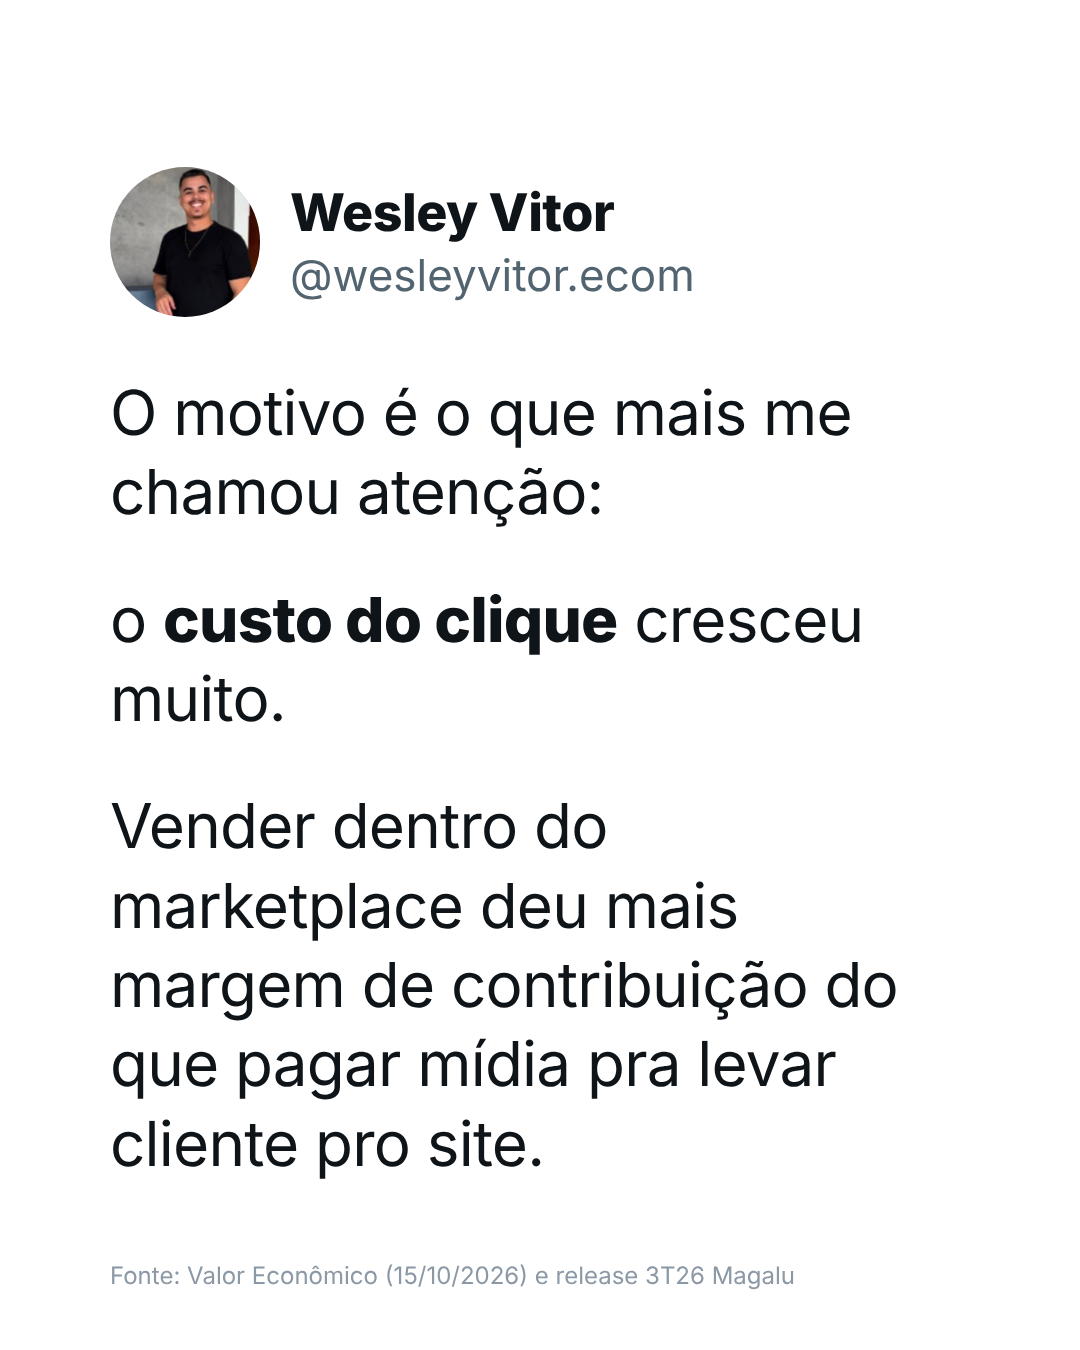 Wesley Vitor
@wesleyvitor.ecom
O motivo é o que mais me
chamou atenção:
o custo do clique cresceu
muito.
Vender dentro do
marketplace deu mais
margem de contribuição do
que pagar mídia pra levar
cliente pro site.
Fonte: Valor Econômico (15/10/2026) e release 3T26 Magalu